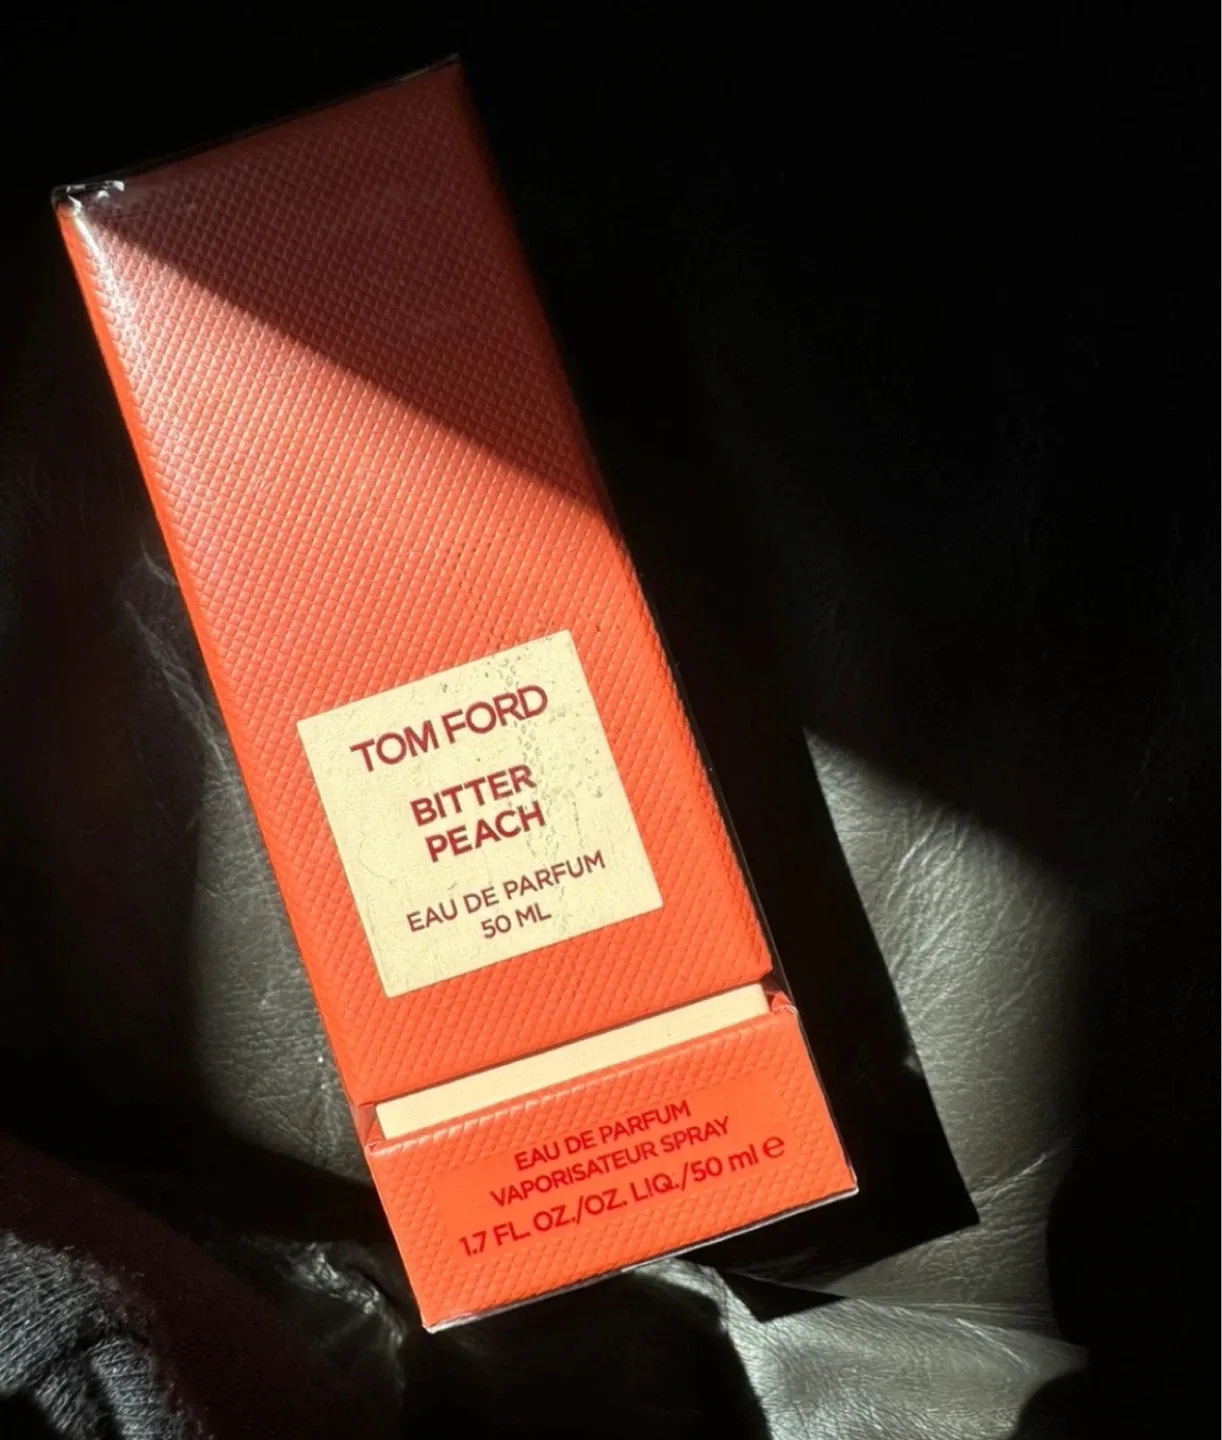 TOM FORD
BITTER
PEACH
EAU DE PARFUM
50 ML
EAU DE PARFUM
VAPORISATEUR SPRAY
1.7 FL. OZ./OZ. LIQ./50 ml ℮